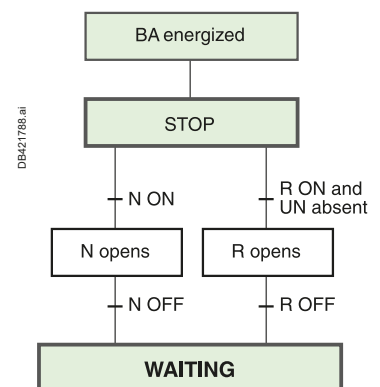 BA energized
DB421788.ai
STOP
N ON
R ON and
UN absent
N opens
R opens
N OFF
R OFF
WAITING